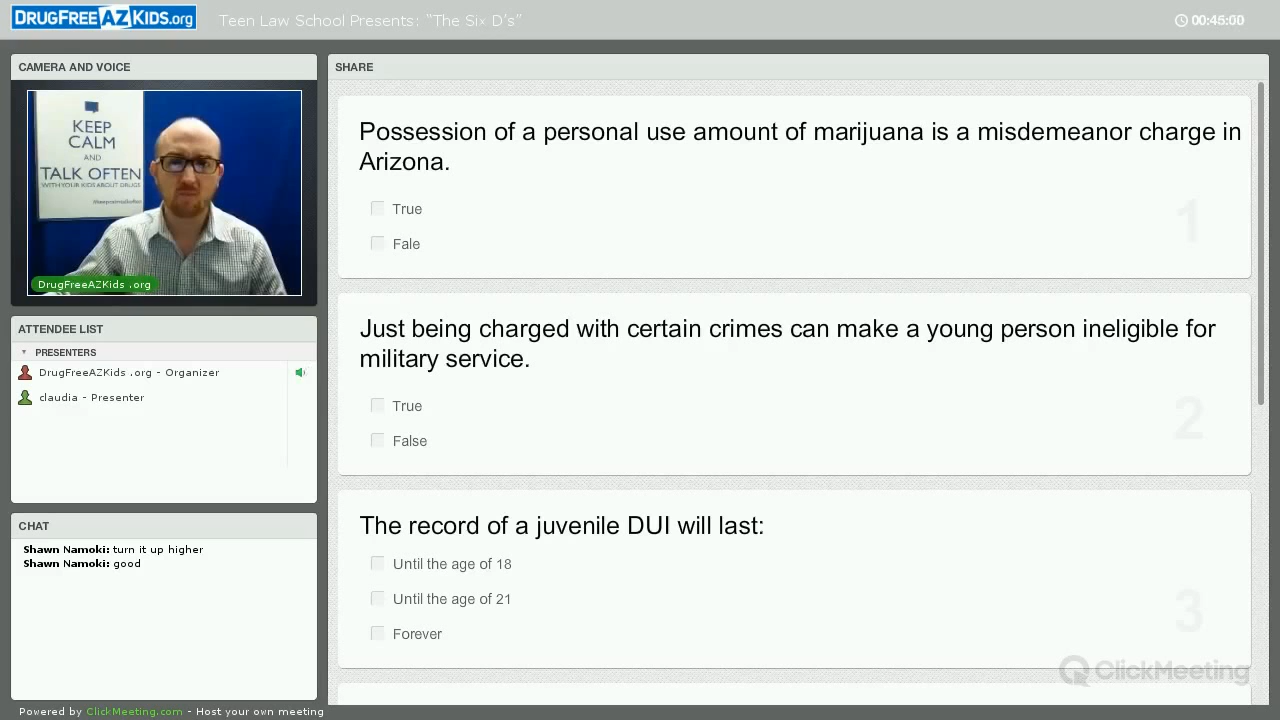 DRUGFREEAZKIDS.org
Teen Law School Presents: "The Six D's"
00:45:00
CAMERA AND VOICE
KEEP
CALM
AND
TALK OFTEN
WITH YOUR KIDS ABOUT DRUGS
DrugFreeAZKids .org
ATTENDEE LIST
PRESENTERS
DrugFreeAZKids .org - Organizer
claudia - Presenter
CHAT
Shawn Namoki: turn it up higher
Shawn Namoki: good
SHARE
Possession of a personal use amount of marijuana is a misdemeanor charge in
Arizona.
True
Fale
1
Just being charged with certain crimes can make a young person ineligible for
military service.
True
False
2
The record of a juvenile DUI will last:
Until the age of 18
Until the age of 21
Forever
3
ClickMeeting
Powered by ClickMeeting.com - Host your own meeting